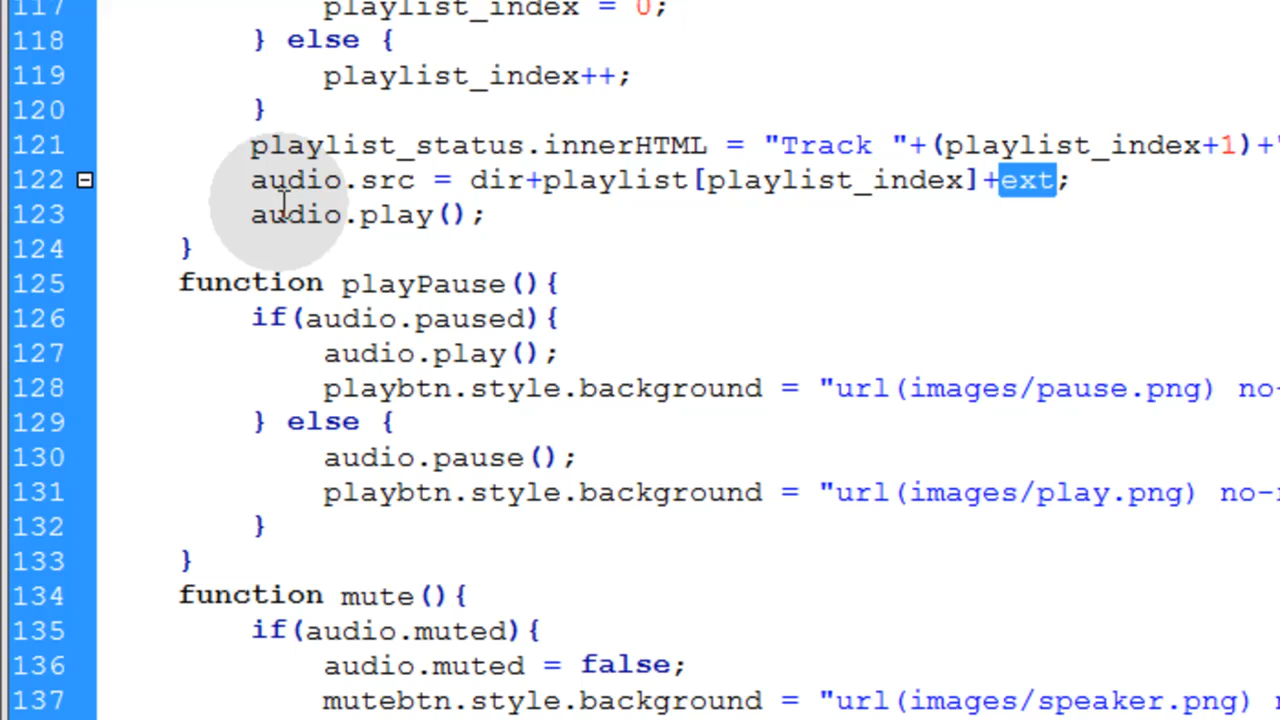 117 playlist_index = 0;
118 } else {
119 playlist_index++;
120 }
121 playlist_status.innerHTML = "Track "+(playlist_index+1)+"
122 audio.src = dir+playlist[playlist_index]+ext;
123 audio.play();
124 }
125 function playPause(){
126 if(audio.paused){
127 audio.play();
128 playbtn.style.background = "url(images/pause.png) no-
129 } else {
130 audio.pause();
131 playbtn.style.background = "url(images/play.png) no-
132 }
133 }
134 function mute(){
135 if(audio.muted){
136 audio.muted = false;
137 mutebtn.style.background = "url(images/speaker.png)